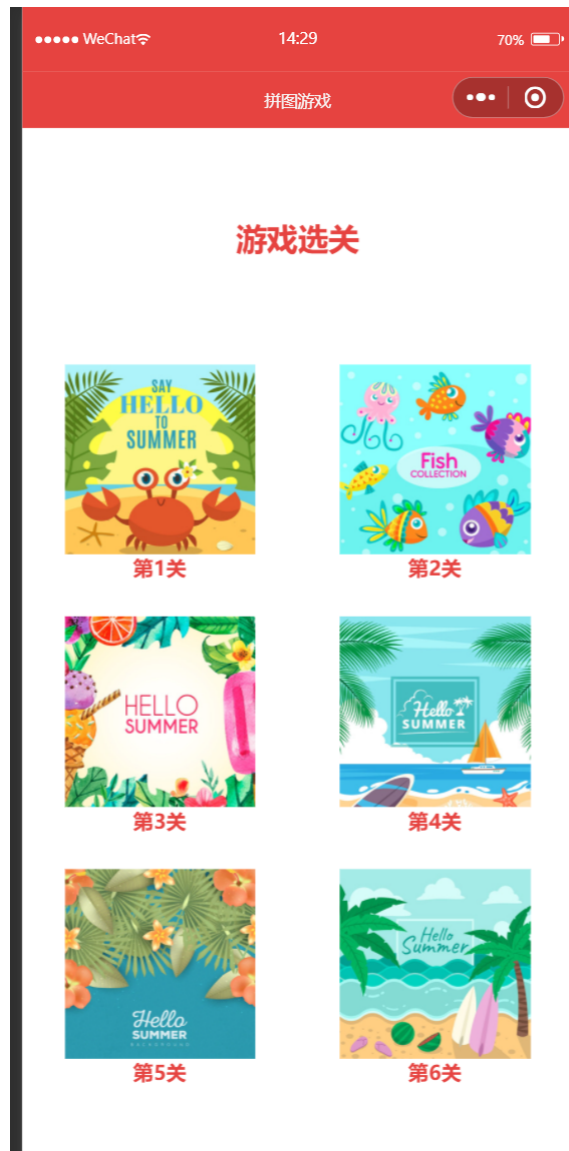 WeChat
14:29
70%
拼图游戏
游戏选关
SAY
HELLO
TO
SUMMER
第1关
Fish
COLLECTION
第2关
HELLO
SUMMER
第3关
Hello
SUMMER
第4关
Hello
SUMMER
BACKGROUND
第5关
Hello
Summer
第6关